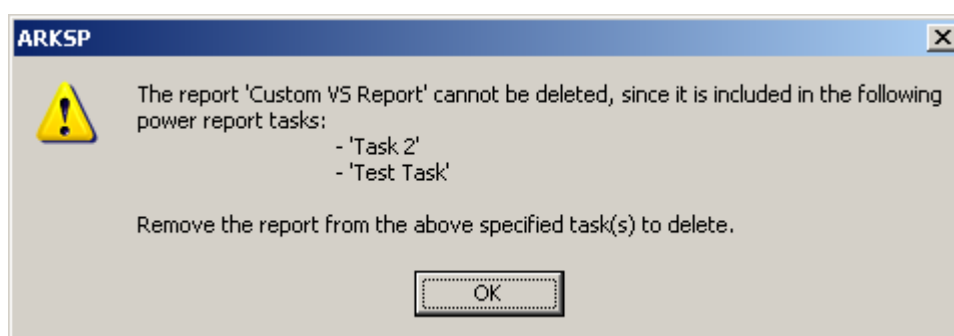 ARKSP
The report 'Custom VS Report' cannot be deleted, since it is included in the following
power report tasks:
- 'Task 2'
- 'Test Task'
Remove the report from the above specified task(s) to delete.
OK